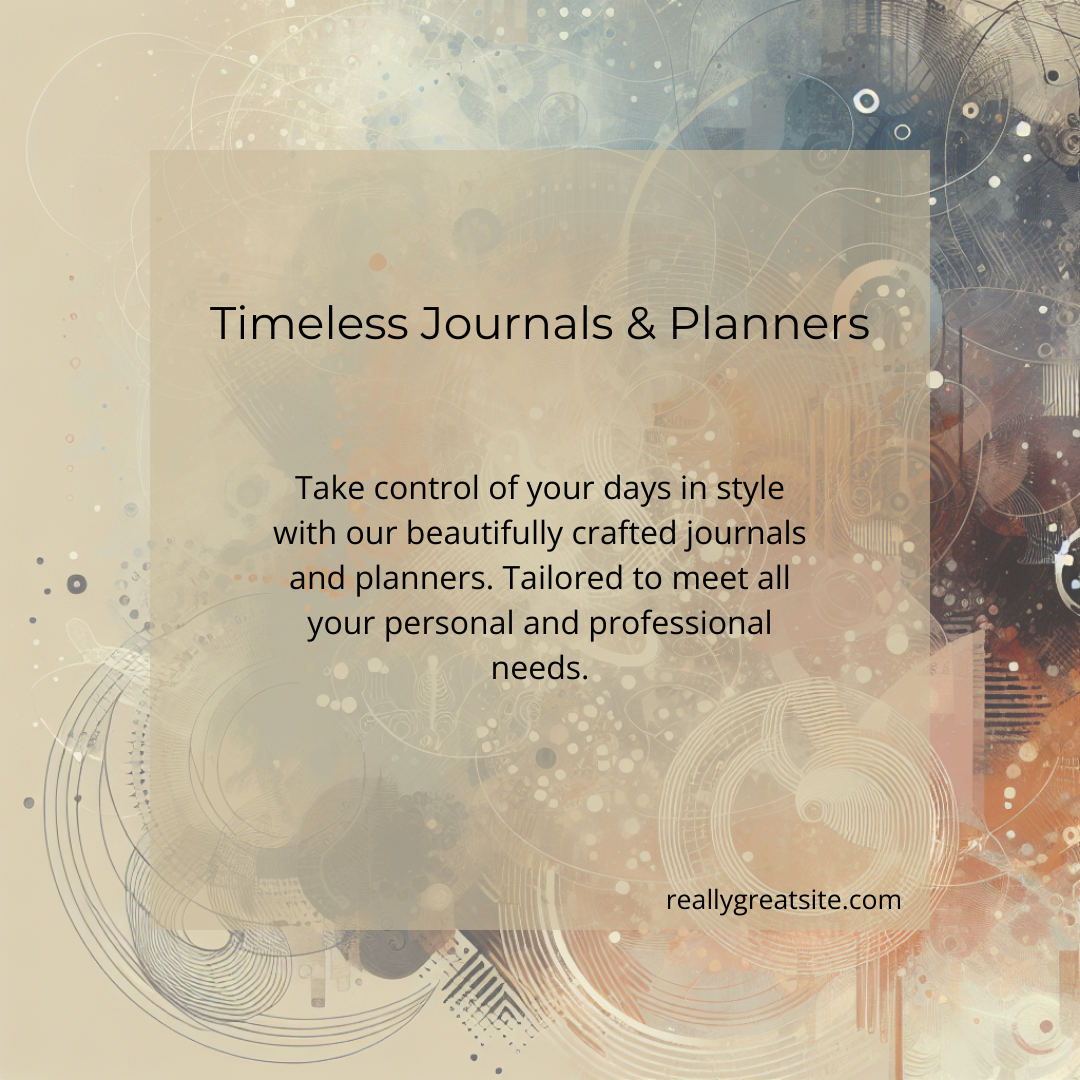 Timeless Journals & Planners
Take control of your days in style
with our beautifully crafted journals
and planners. Tailored to meet all
your personal and professional
needs.
reallygreatsite.com